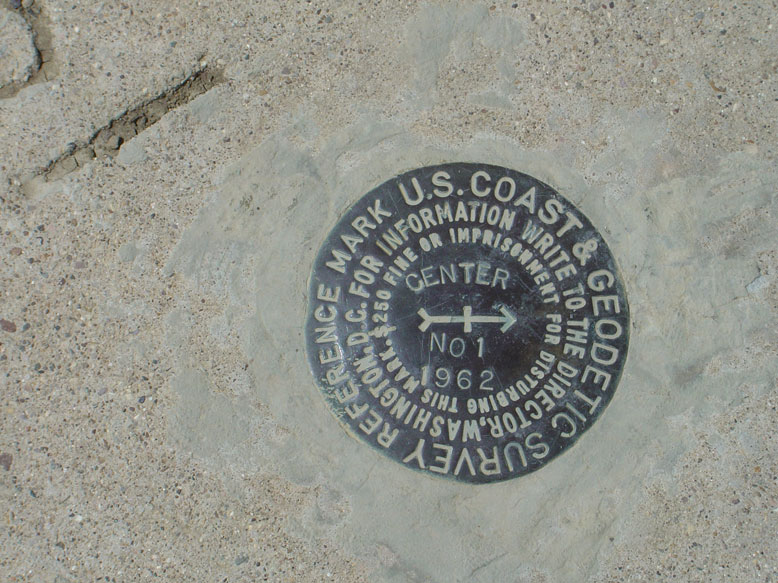 U.S. COAST & GEODETIC SURVEY REFERENCE MARK
FOR INFORMATION WRITE TO THE DIRECTOR, WASHINGTON, D.C.
$250 FINE OR IMPRISONMENT FOR DISTURBING THIS MARK.
CENTER
NO 1
1962